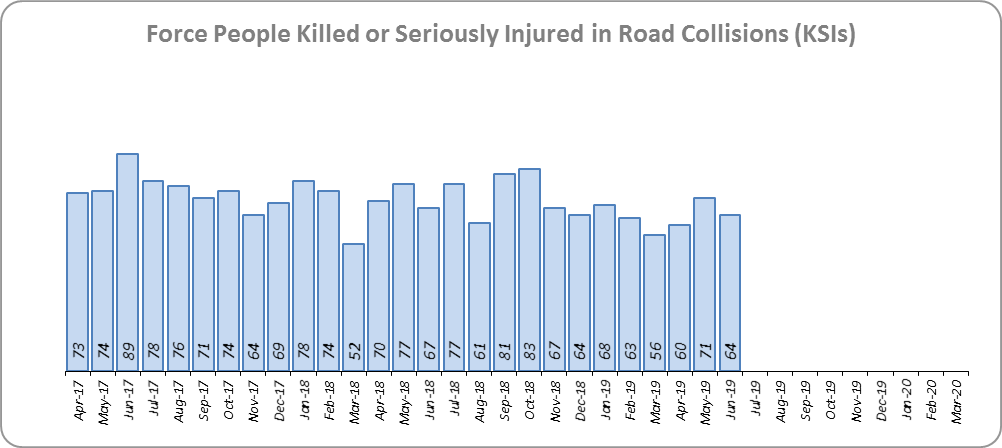 Force People Killed or Seriously Injured in Road Collisions (KSIs)
73 74 89 78 76 71 74 64 69 78 74 52 70 77 67 77 61 81 83 67 64 68 63 56 60 71 64
Apr-17 May-17 Jun-17 Jul-17 Aug-17 Sep-17 Oct-17 Nov-17 Dec-17 Jan-18 Feb-18 Mar-18 Apr-18 May-18 Jun-18 Jul-18 Aug-18 Sep-18 Oct-18 Nov-18 Dec-18 Jan-19 Feb-19 Mar-19 Apr-19 May-19 Jun-19 Jul-19 Aug-19 Sep-19 Oct-19 Nov-19 Dec-19 Jan-20 Feb-20 Mar-20